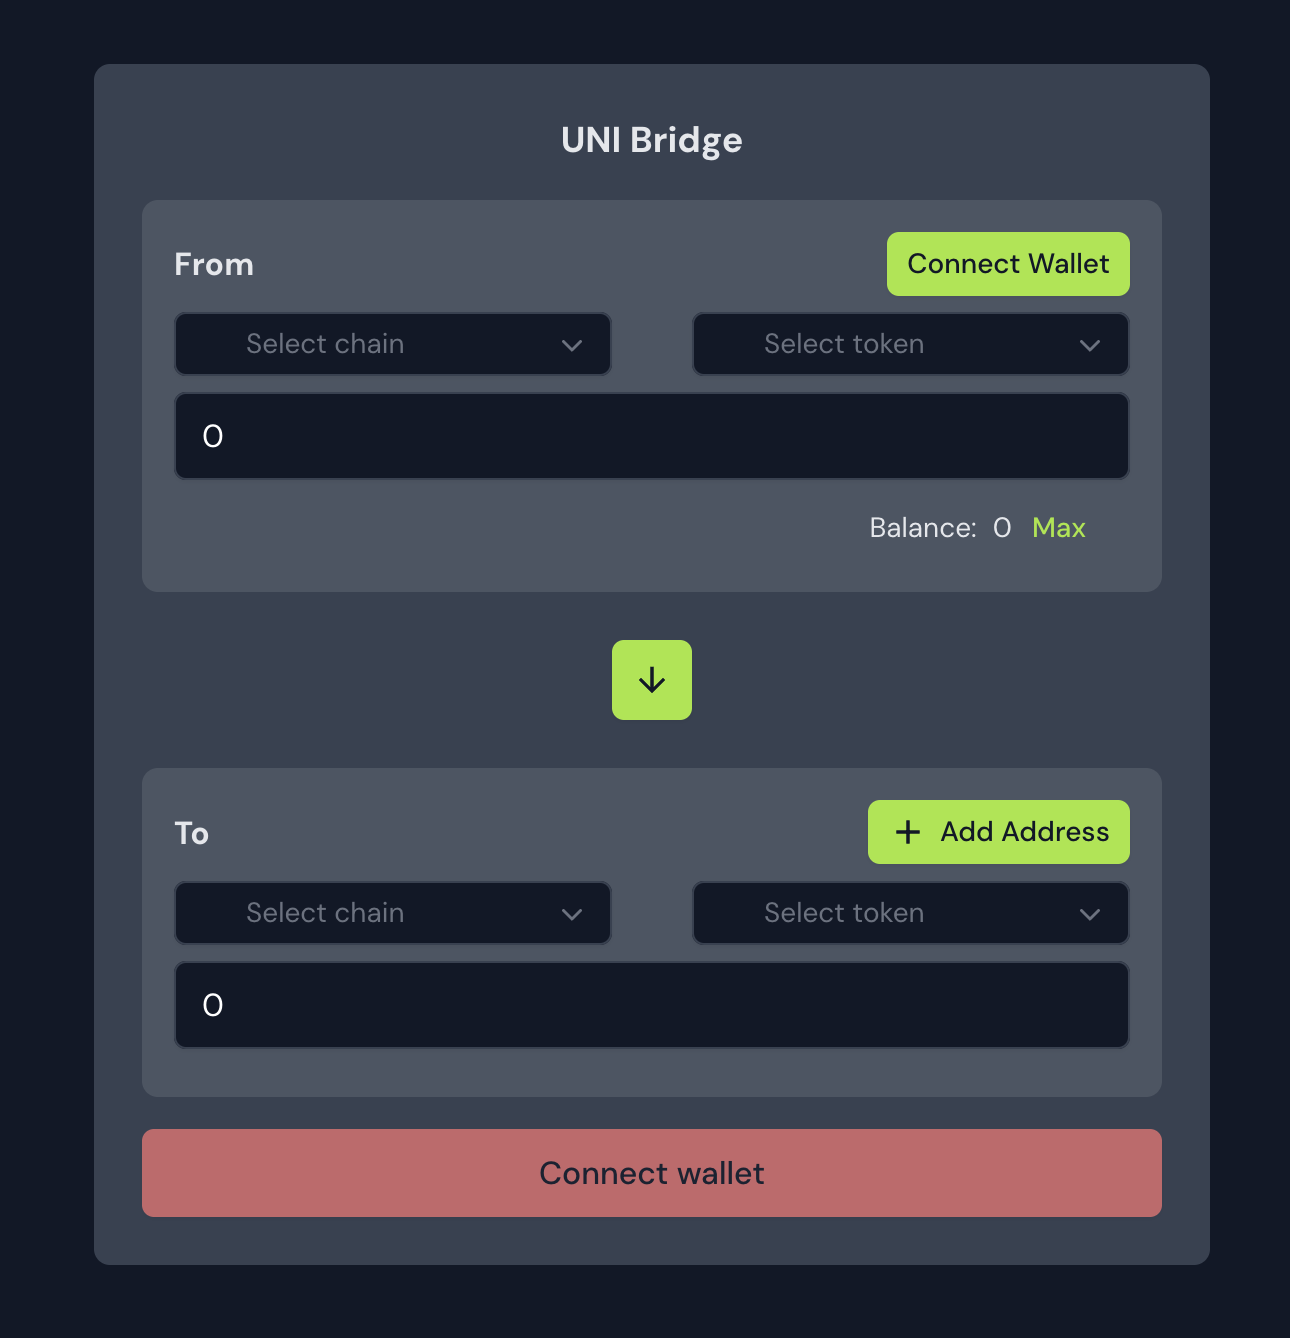 UNI Bridge
From
Connect Wallet
Select chain
Select token
0
Balance: 0 Max
To
+ Add Address
Select chain
Select token
0
Connect wallet